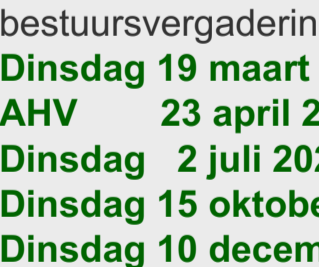 bestuursvergaderin
Dinsdag 19 maart
AHV 23 april 2
Dinsdag 2 juli 202
Dinsdag 15 oktobe
Dinsdag 10 decem